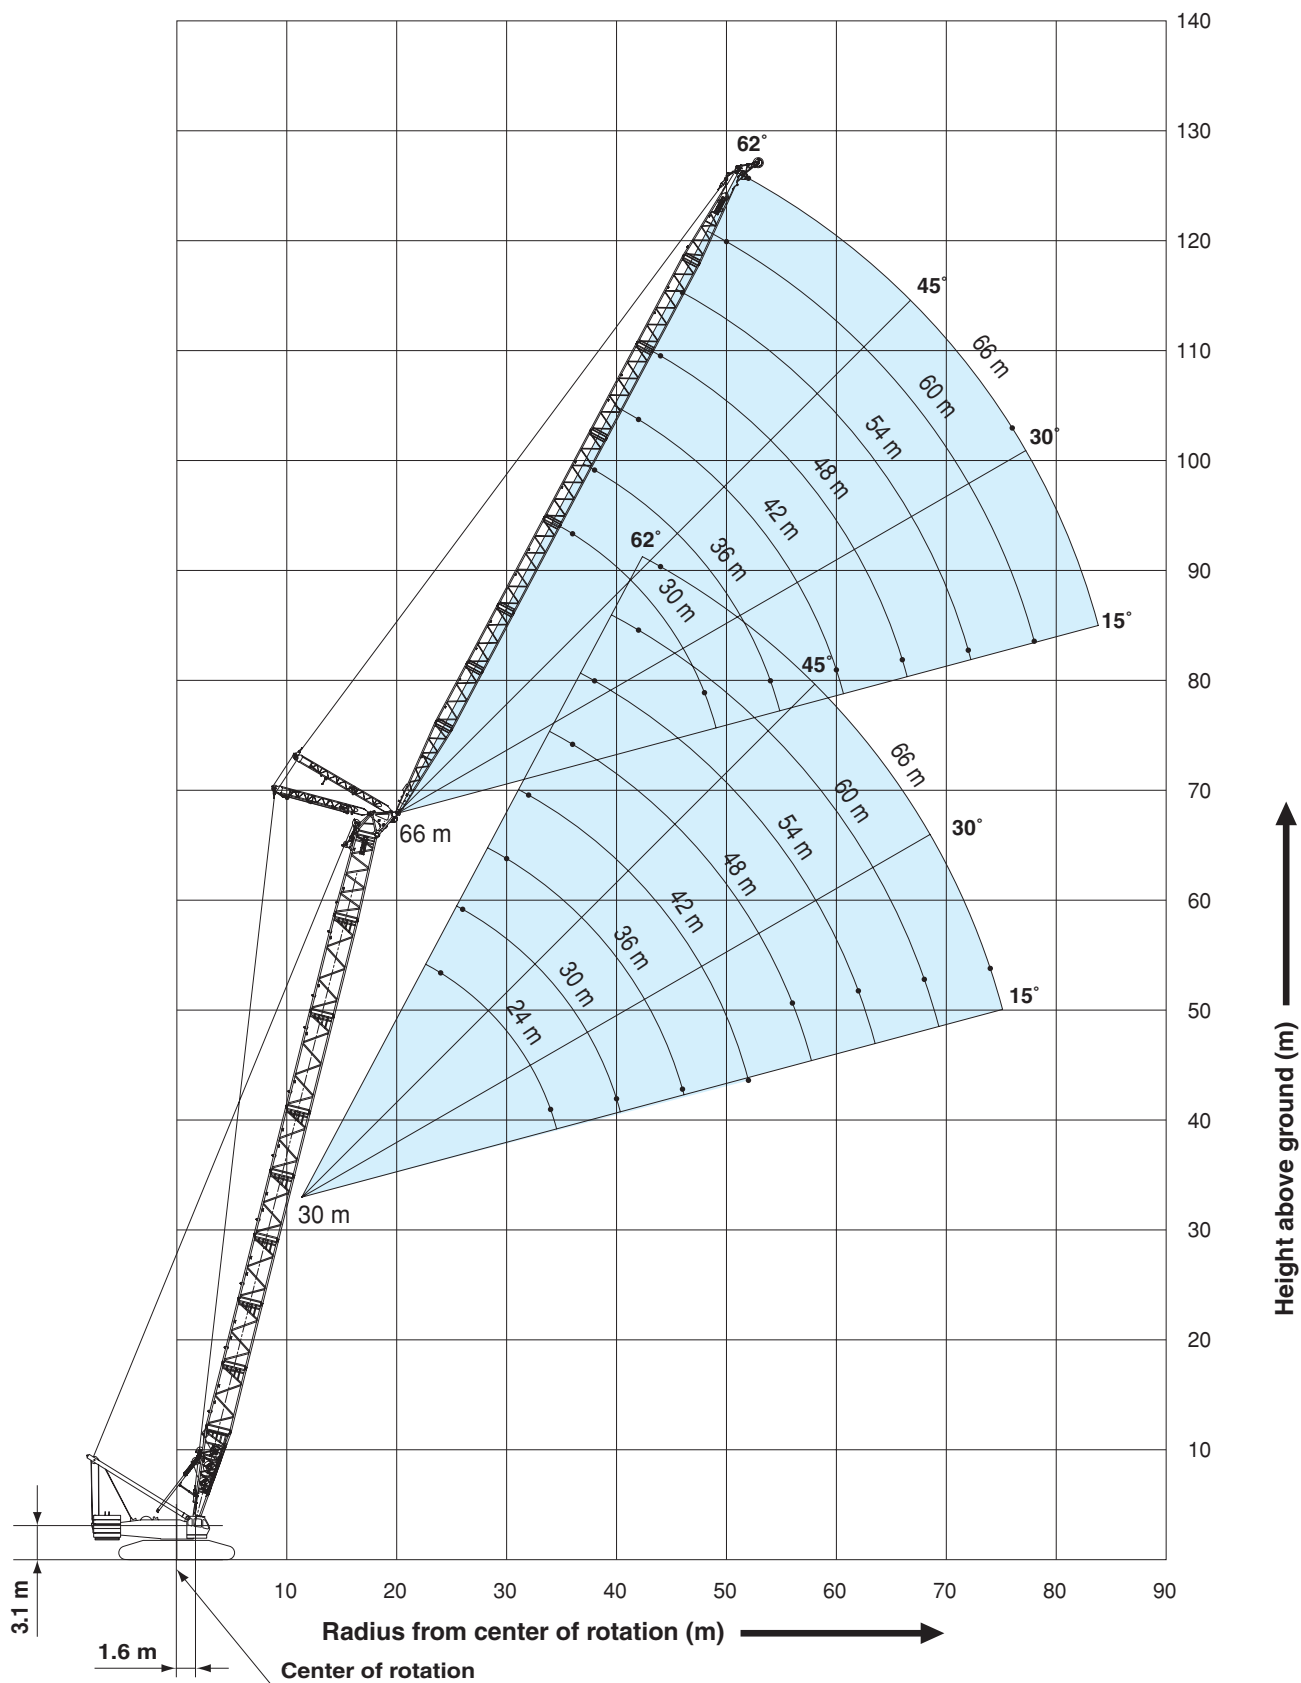 140
130
62°
120
45°
66 m
110
60 m
54 m
30°
100
48 m
42 m
62°
36 m
90
30 m
15°
45°
80
66 m
70
60 m
66 m
54 m
30°
48 m
60
42 m
36 m
30 m
15°
24 m
50
40
30 m
30
20
10
Height above ground (m)
3.1 m
10 20 30 40 50 60 70 80 90
Radius from center of rotation (m)
1.6 m
Center of rotation